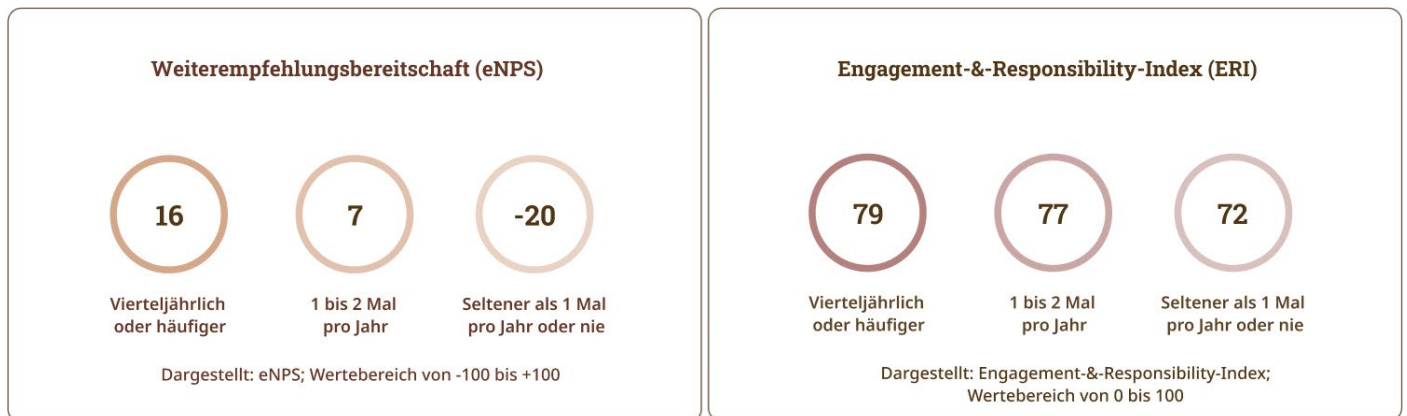 Weiterempfehlungsbereitschaft (eNPS)
16
7
-20
Vierteljährlich
oder häufiger
1 bis 2 Mal
pro Jahr
Seltener als 1 Mal
pro Jahr oder nie
Dargestellt: eNPS; Wertebereich von -100 bis +100
Engagement-&-Responsibility-Index (ERI)
79
77
72
Vierteljährlich
oder häufiger
1 bis 2 Mal
pro Jahr
Seltener als 1 Mal
pro Jahr oder nie
Dargestellt: Engagement-&-Responsibility-Index;
Wertebereich von 0 bis 100